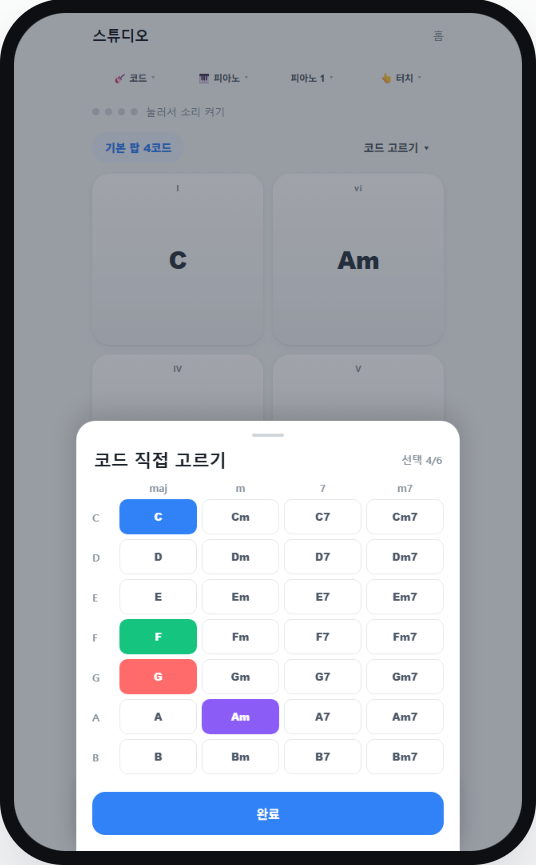 스튜디오 홈
코드 피아노 피아노 1 터치
눌러서 소리 켜기
기본 팝 4코드 코드 고르기
I vi
C Am
IV V
코드 직접 고르기 선택 4/6
maj m 7 m7
C C Cm C7 Cm7
D D Dm D7 Dm7
E E Em E7 Em7
F F Fm F7 Fm7
G G Gm G7 Gm7
A A Am A7 Am7
B B Bm B7 Bm7
완료